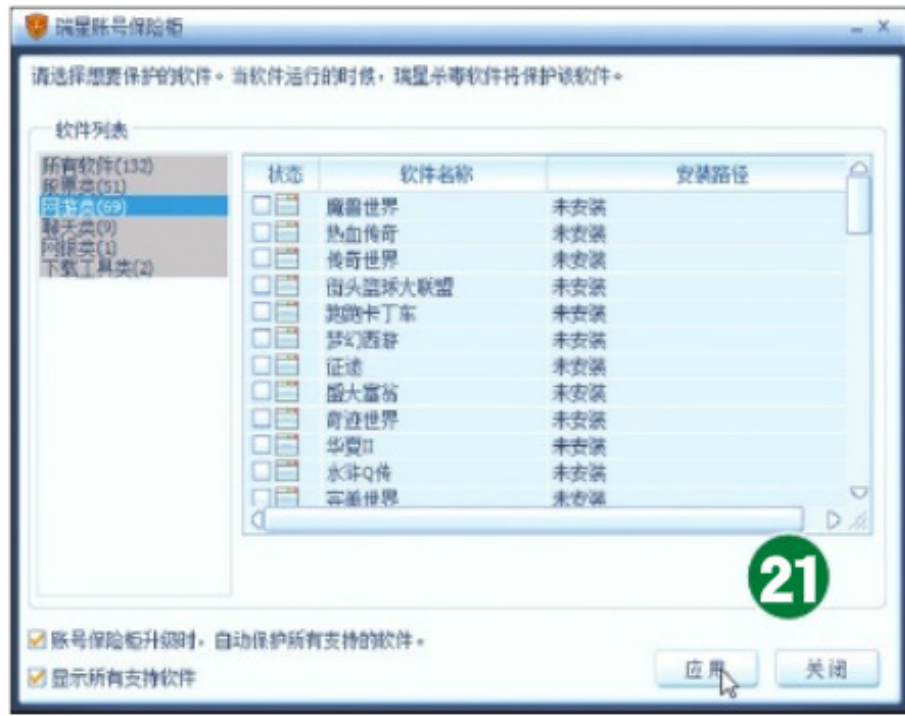 瑞星账号保险柜
请选择想要保护的软件。当软件运行的时候，瑞星杀毒软件将保护该软件。
软件列表
所有软件(132)
股票类(51)
网游类(69)
聊天类(9)
网银类(1)
下载工具类(2)
状态 软件名称 安装路径
魔兽世界 未安装
热血传奇 未安装
传奇世界 未安装
街头篮球大联盟 未安装
跑跑卡丁车 未安装
梦幻西游 未安装
征途 未安装
盛大富翁 未安装
奇迹世界 未安装
华夏II 未安装
水浒Q传 未安装
完美世界 未安装
21
账号保险柜升级时，自动保护所有支持的软件。
显示所有支持软件
应用 关闭